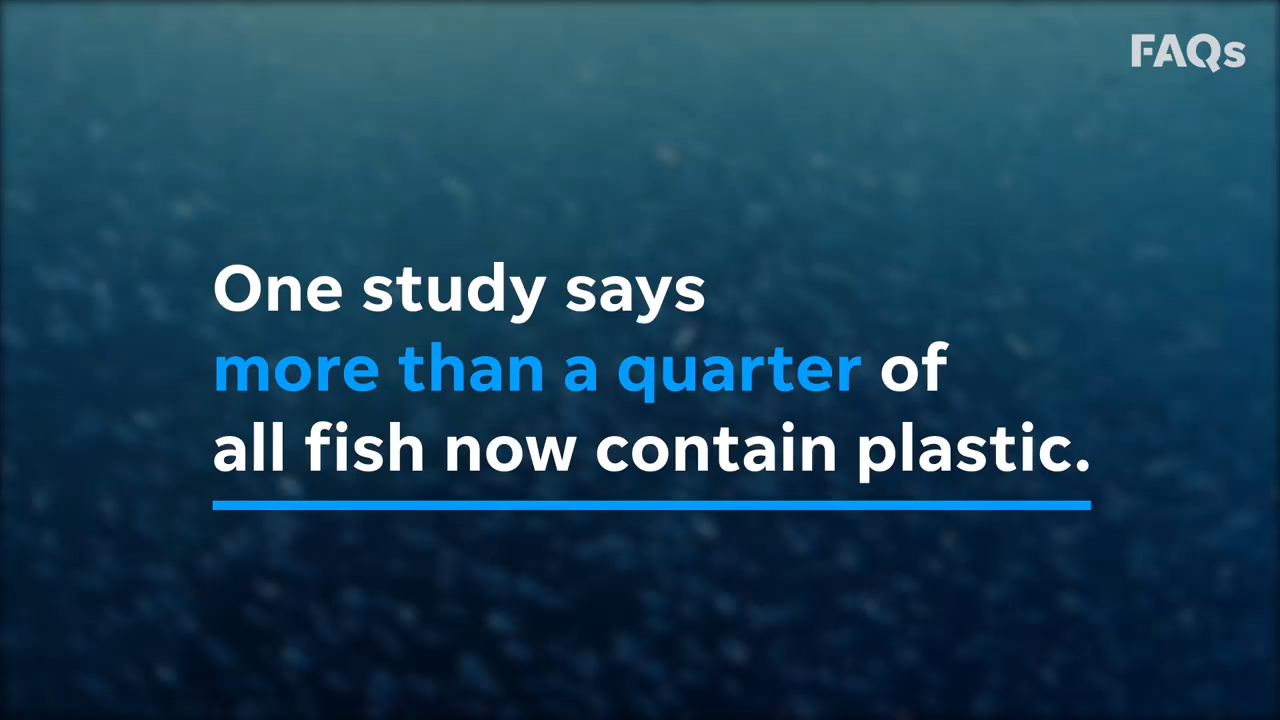 FAQs
One study says
more than a quarter of
all fish now contain plastic.